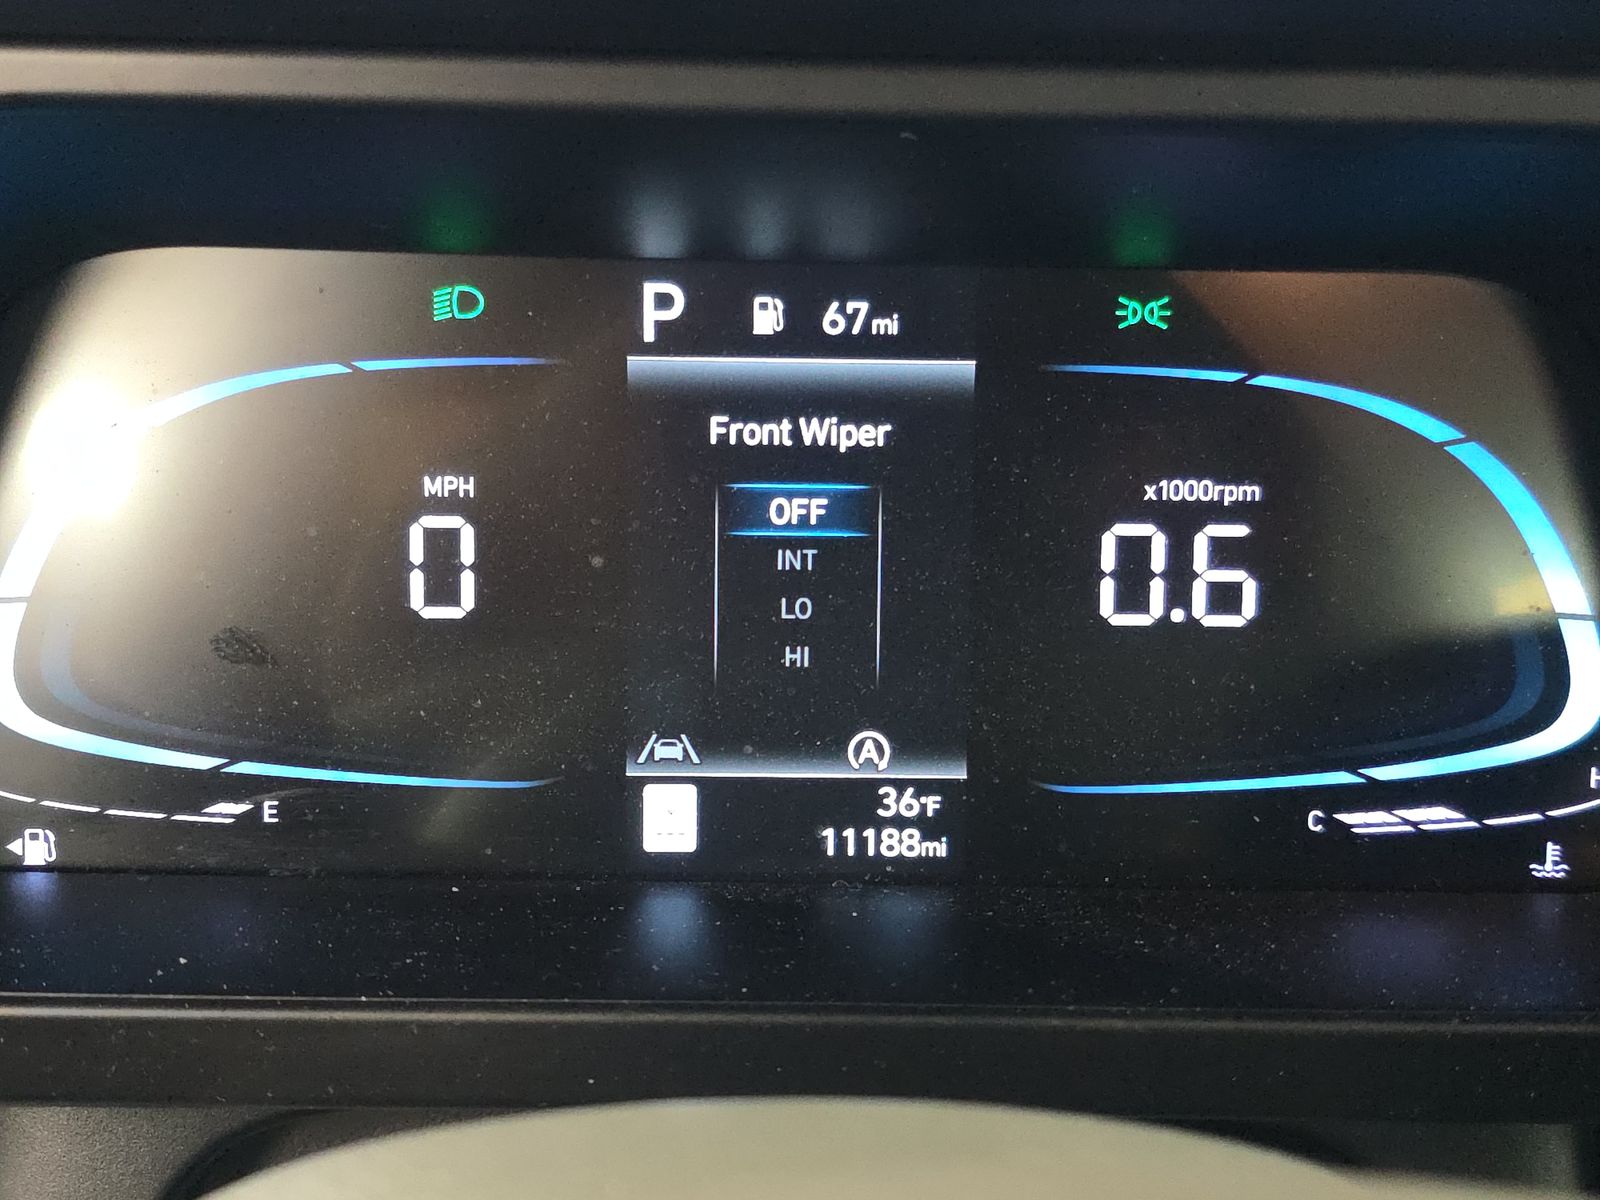 P 67mi
Front Wiper
MPH
0
OFF
INT
LO
HI
x1000rpm
0.6
A
E
36°F
11188mi
C
H